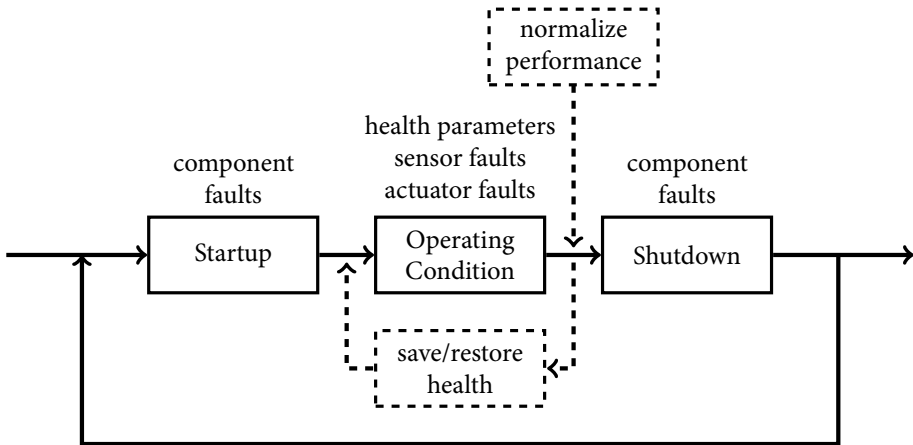 normalize
performance
health parameters
sensor faults
actuator faults
component
faults
component
faults
Startup
Operating
Condition
Shutdown
save/restore
health